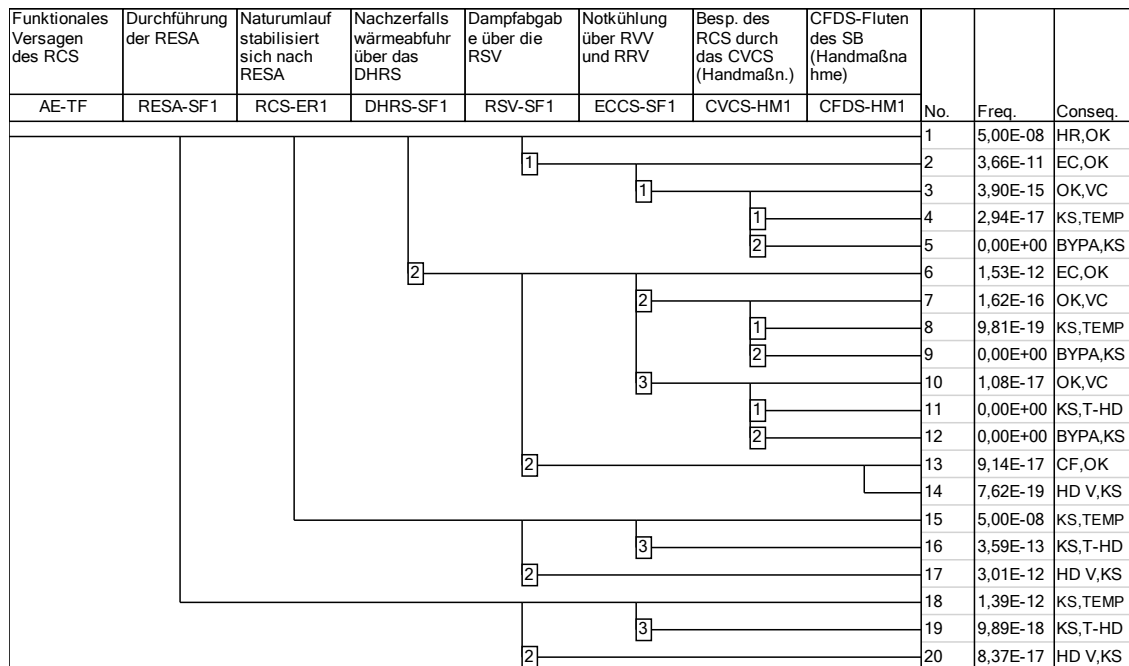 Funktionales Versagen des RCS
Durchführung der RESA
Naturumlauf stabilisiert sich nach RESA
Nachzerfalls wärmeabfuhr über das DHRS
Dampfabgab e über die RSV
Notkühlung über RVV und RRV
Besp. des RCS durch das CVCS (Handmaßn.)
CFDS-Fluten des SB (Handmaßna hme)
AE-TF RESA-SF1 RCS-ER1 DHRS-SF1 RSV-SF1 ECCS-SF1 CVCS-HM1 CFDS-HM1 No. Freq. Conseq.
1 5,00E-08 HR,OK
1 2 3,66E-11 EC,OK
1 3 3,90E-15 OK,VC
1 4 2,94E-17 KS,TEMP
2 5 0,00E+00 BYPA,KS
2 6 1,53E-12 EC,OK
2 7 1,62E-16 OK,VC
1 8 9,81E-19 KS,TEMP
2 9 0,00E+00 BYPA,KS
3 10 1,08E-17 OK,VC
1 11 0,00E+00 KS,T-HD
2 12 0,00E+00 BYPA,KS
2 13 9,14E-17 CF,OK
14 7,62E-19 HD V,KS
15 5,00E-08 KS,TEMP
3 16 3,59E-13 KS,T-HD
2 17 3,01E-12 HD V,KS
18 1,39E-12 KS,TEMP
3 19 9,89E-18 KS,T-HD
2 20 8,37E-17 HD V,KS